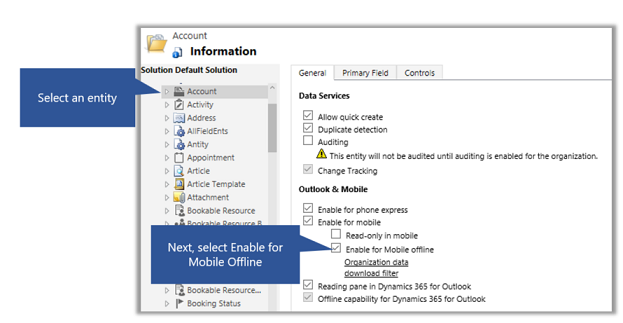 Account
Information
Solution Default Solution
Account
Activity
Address
AllFieldEnts
Antity
Appointment
Article
Article Template
Attachment
Bookable Resource
Bookable Resource B
Bookable Resource...
Booking Status
Select an entity
Next, select Enable for
Mobile Offline
General Primary Field Controls
Data Services
Allow quick create
Duplicate detection
Auditing
This entity will not be audited until auditing is enabled for the organization.
Change Tracking
Outlook & Mobile
Enable for phone express
Enable for mobile
Read-only in mobile
Enable for Mobile offline
Organization data
download filter
Reading pane in Dynamics 365 for Outlook
Offline capability for Dynamics 365 for Outlook